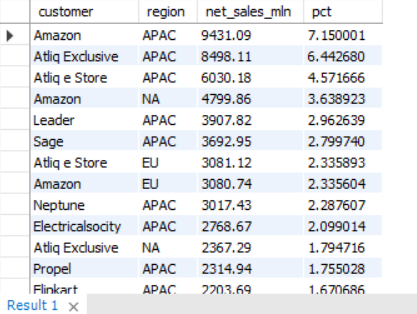 customer region net_sales_mln pct
Amazon APAC 9431.09 7.150001
Atliq Exclusive APAC 8498.11 6.442680
Atliq e Store APAC 6030.18 4.571666
Amazon NA 4799.86 3.638923
Leader APAC 3907.82 2.962639
Sage APAC 3692.95 2.799740
Atliq e Store EU 3081.12 2.335893
Amazon EU 3080.74 2.335604
Neptune APAC 3017.43 2.287607
Electricalsocity APAC 2768.67 2.099014
Atliq Exclusive NA 2367.29 1.794716
Propel APAC 2314.94 1.755028
Flipkart APAC 2203.69 1.670686
Result 1